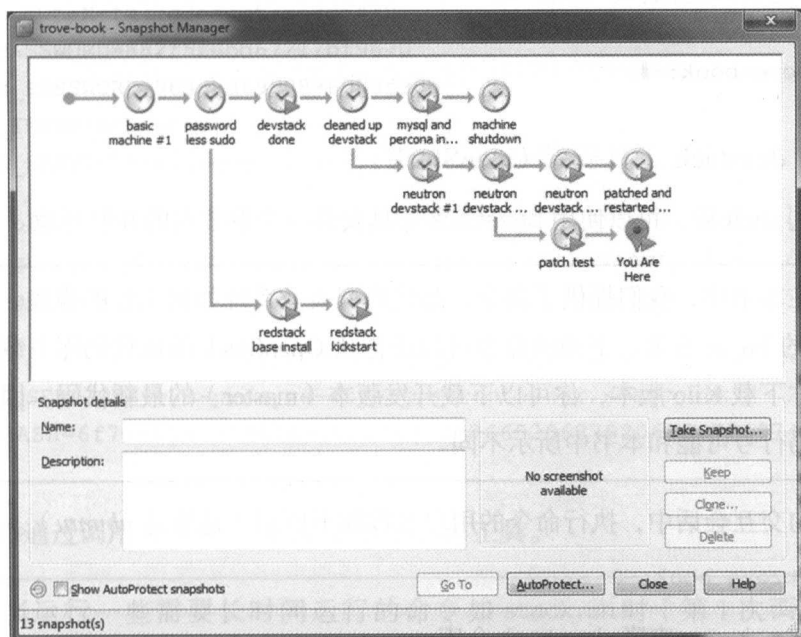 trove-book - Snapshot Manager
basic machine #1
password less sudo
devstack done
cleaned up devstack
mysql and percona in...
machine shutdown
neutron devstack #1
neutron devstack ...
neutron devstack ...
patched and restarted ...
patch test
You Are Here
redstack base install
redstack kickstart
Snapshot details
Name:
Description:
No screenshot available
Take Snapshot...
Keep
Clone...
Delete
Show AutoProtect snapshots
Go To
AutoProtect...
Close
Help
13 snapshot(s)